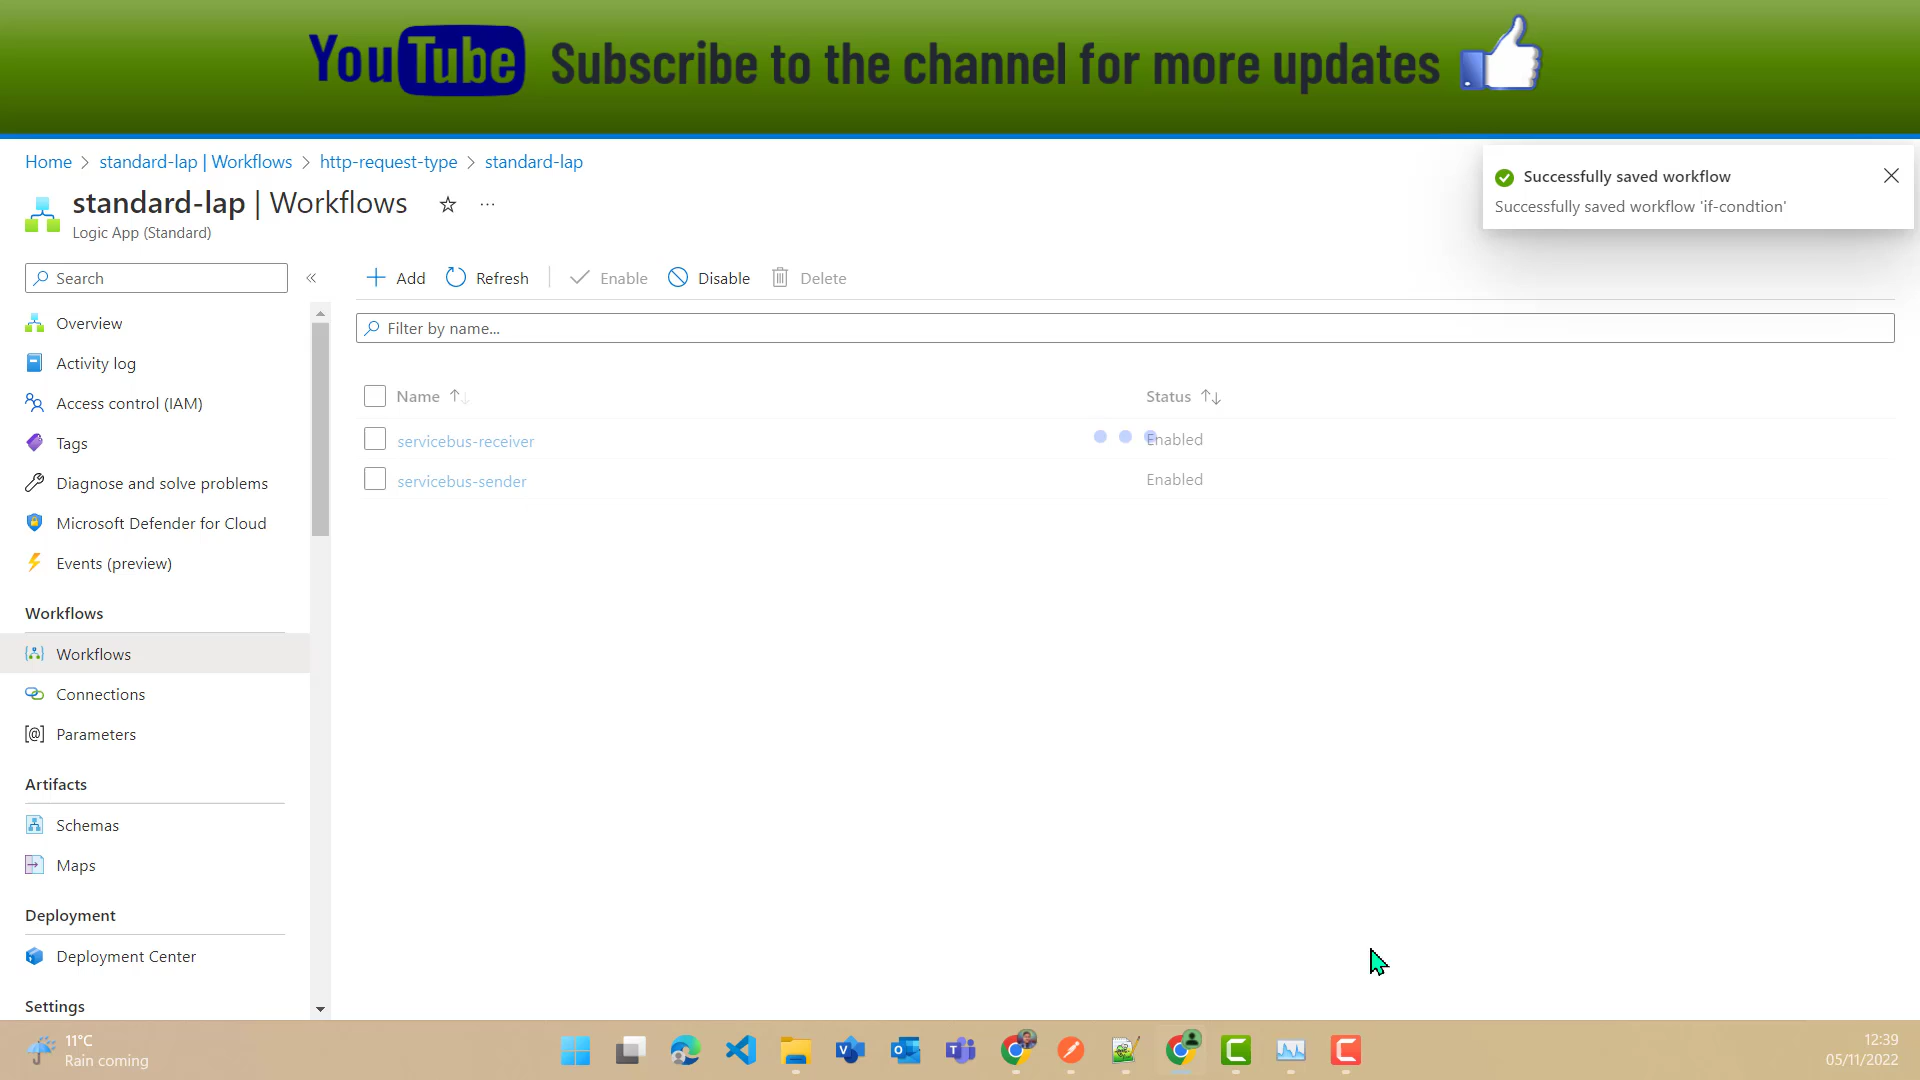 YouTube Subscribe to the channel for more updates
Home > standard-lap | Workflows > http-request-type > standard-lap
standard-lap | Workflows
Logic App (Standard)
Successfully saved workflow
Successfully saved workflow 'if-condtion'
Search
Add Refresh Enable Disable Delete
Filter by name...
Overview
Activity log
Access control (IAM)
Tags
Diagnose and solve problems
Microsoft Defender for Cloud
Events (preview)
Workflows
Workflows
Connections
Parameters
Artifacts
Schemas
Maps
Deployment
Deployment Center
Settings
Name Status
servicebus-receiver Enabled
servicebus-sender Enabled
11°C
Rain coming
12:39
05/11/2022